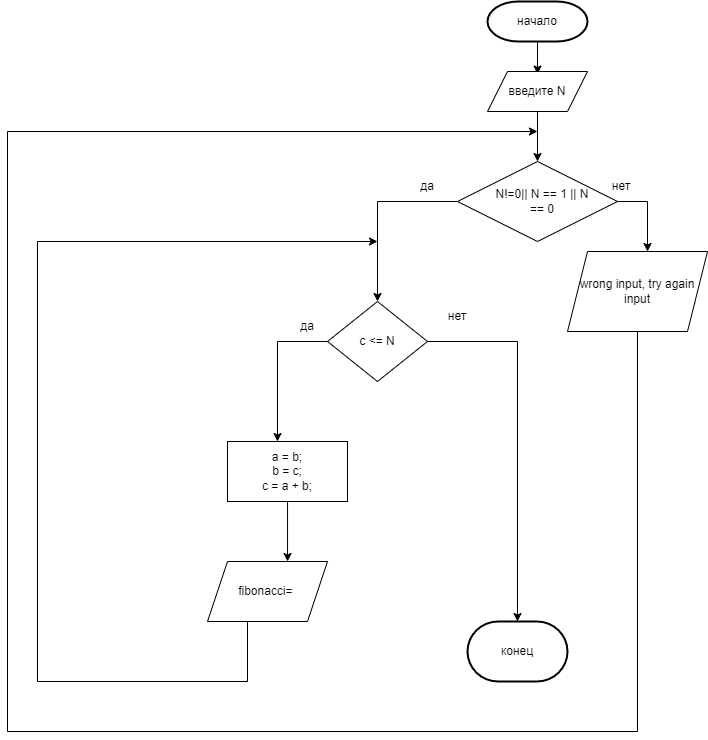 начало
введите N
да
N!=0|| N == 1 || N
== 0
нет
wrong input, try again
input
да
c <= N
нет
a = b;
b = c;
c = a + b;
fibonacci=
конец